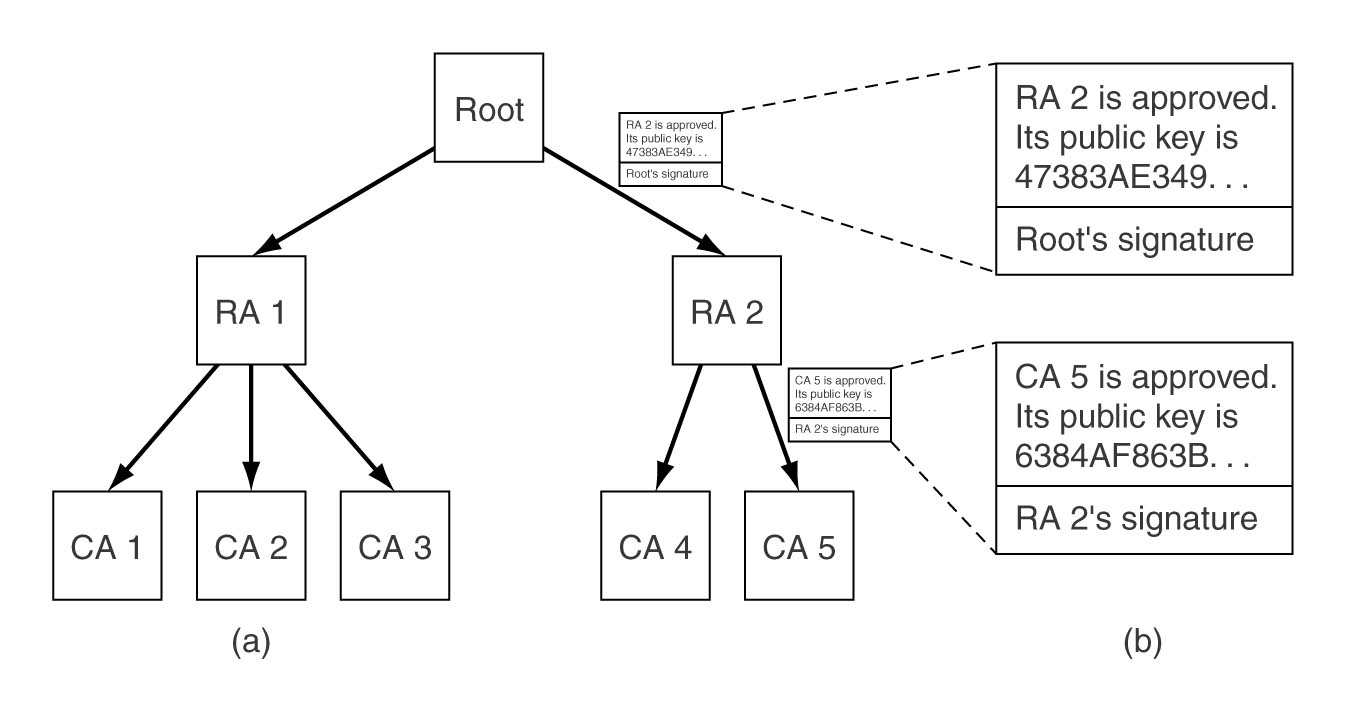 Root
RA 2 is approved.
Its public key is
47383AE349. . .
Root's signature
RA 2 is approved.
Its public key is
47383AE349. . .
Root's signature
RA 1
RA 2
CA 5 is approved.
Its public key is
6384AF863B. . .
RA 2's signature
CA 5 is approved.
Its public key is
6384AF863B. . .
RA 2's signature
CA 1
CA 2
CA 3
CA 4
CA 5
(a)
(b)